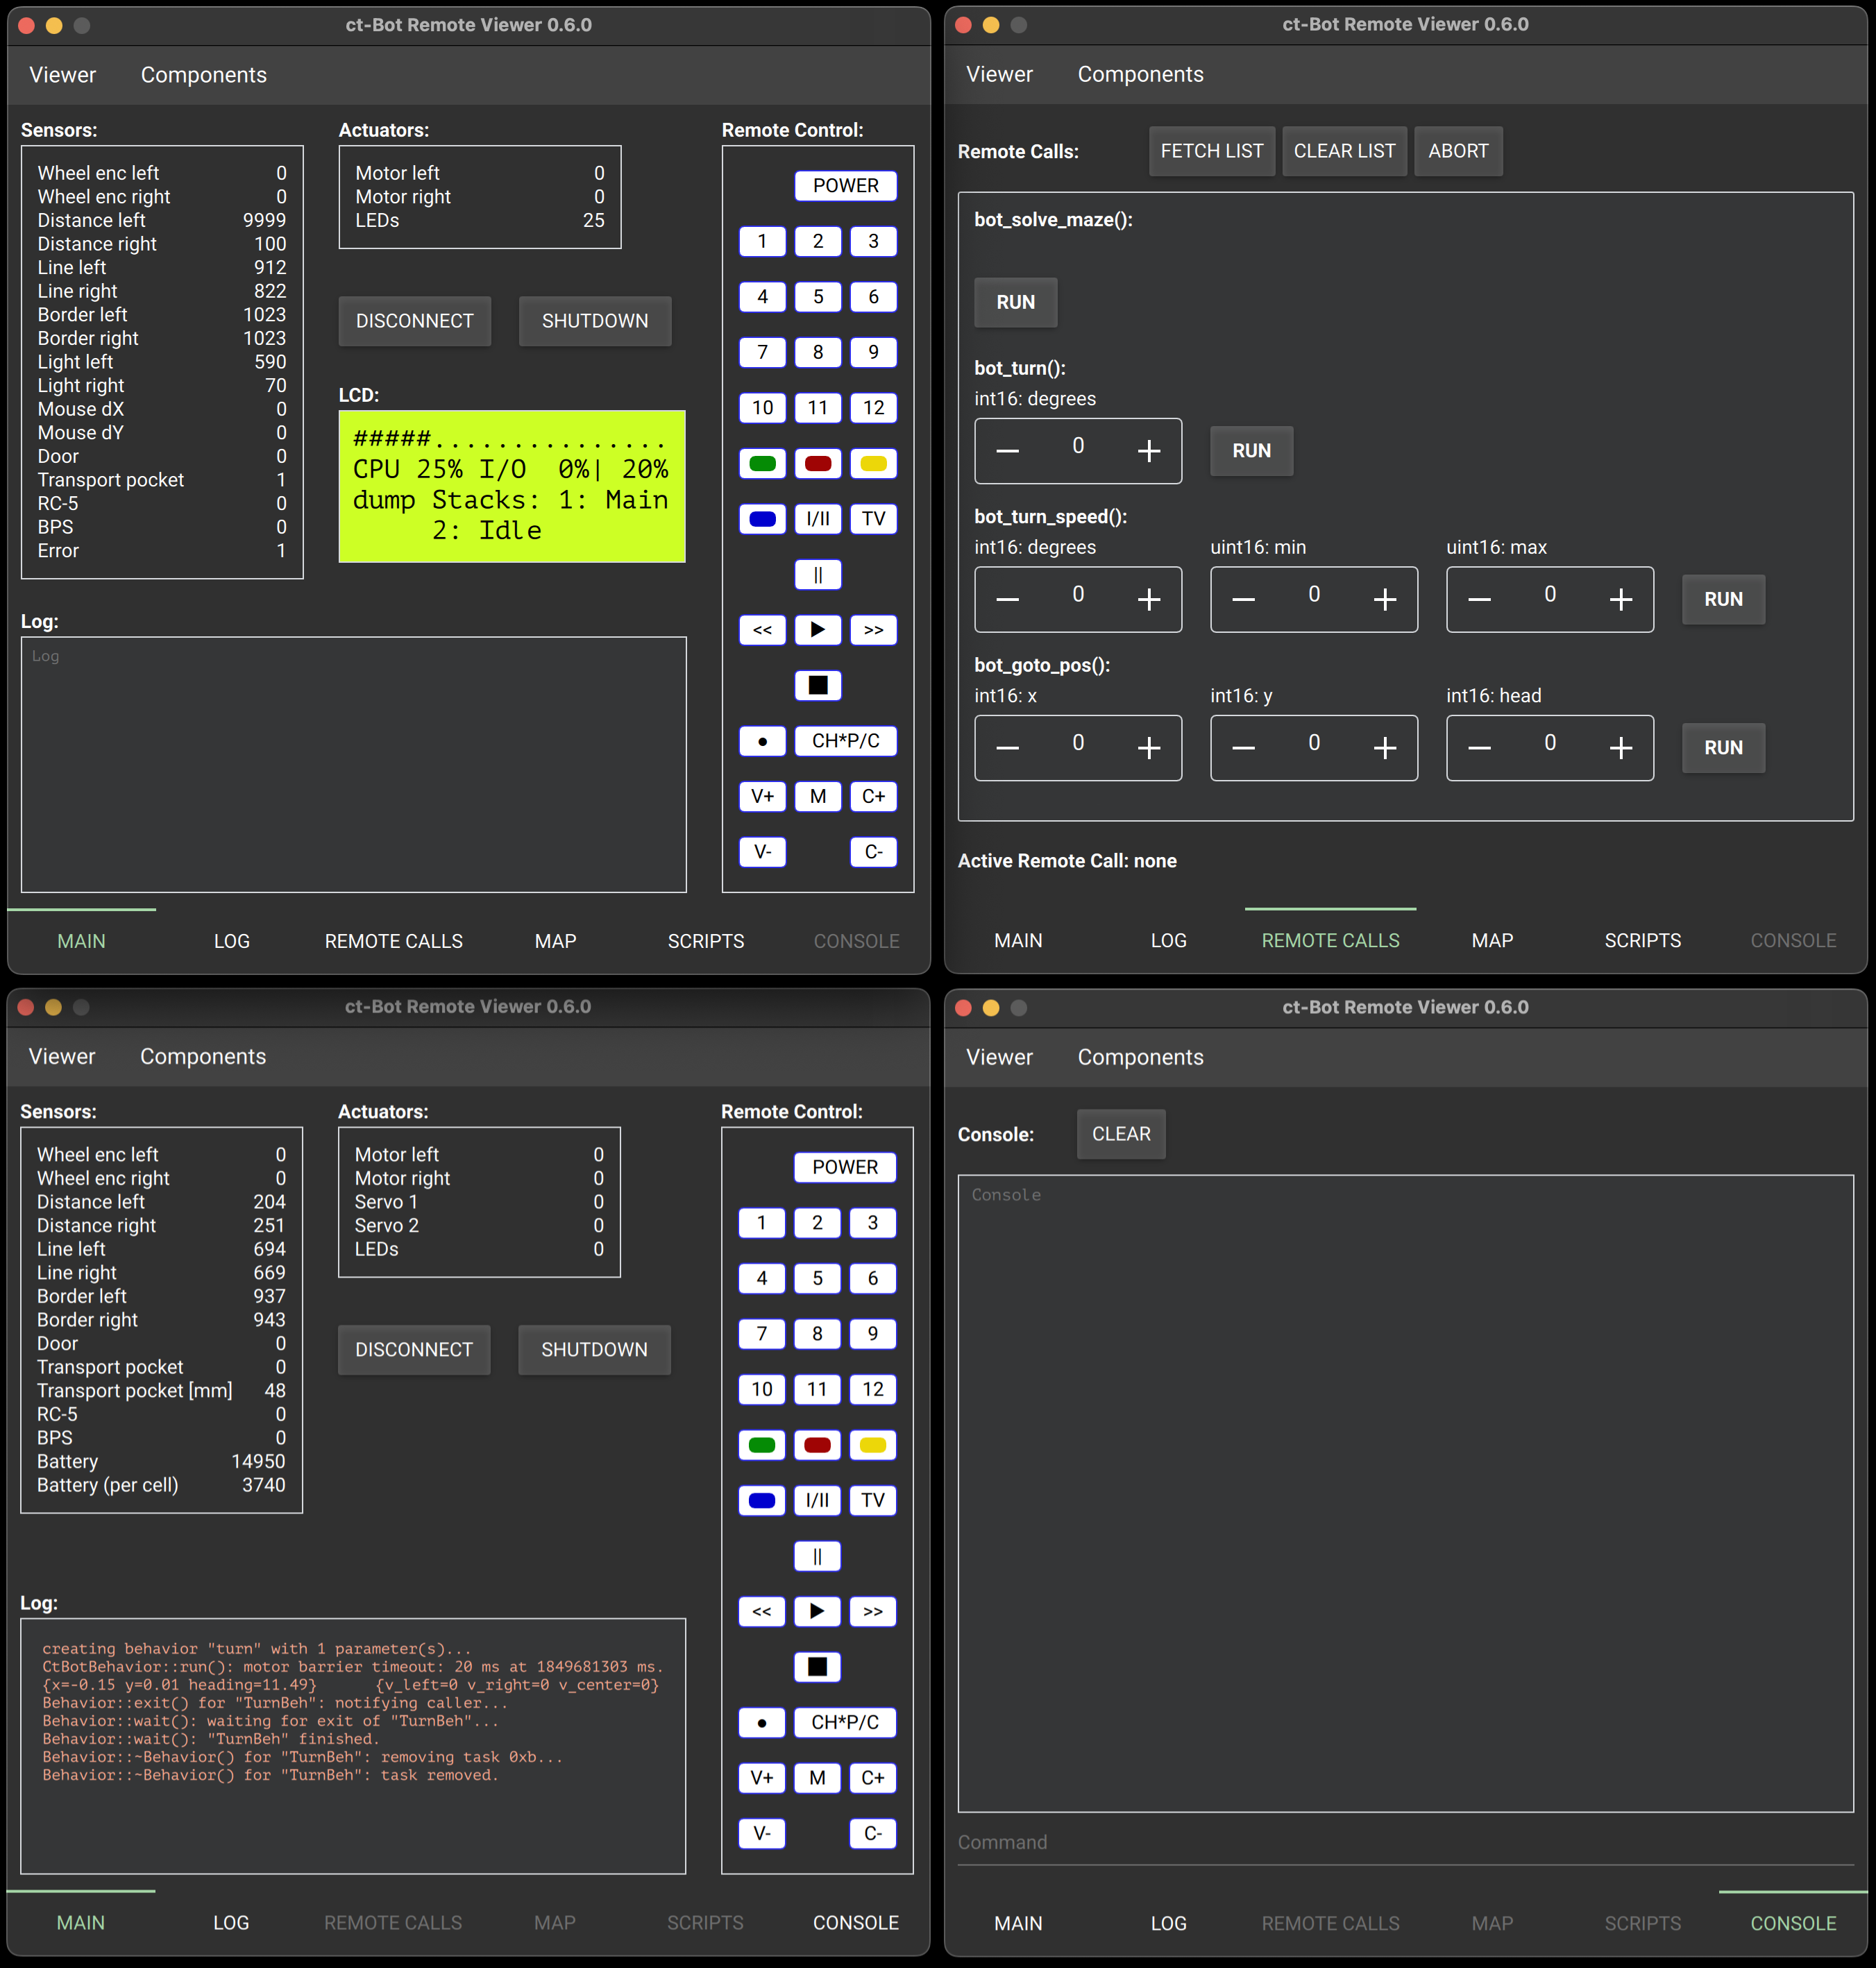 ct-Bot Remote Viewer 0.6.0
Viewer Components
Sensors:
Wheel enc left 0
Wheel enc right 0
Distance left 9999
Distance right 100
Line left 912
Line right 822
Border left 1023
Border right 1023
Light left 590
Light right 70
Mouse dX 0
Mouse dY 0
Door 0
Transport pocket 1
RC-5 0
BPS 0
Error 1
Actuators:
Motor left 0
Motor right 0
LEDs 25
DISCONNECT SHUTDOWN
LCD:
#####...............
CPU 25% I/O  0%| 20%
dump Stacks: 1: Main
2: Idle
Remote Control:
POWER
1 2 3
4 5 6
7 8 9
10 11 12
I/II TV
||
<< ▶ >>
■
● CH*P/C
V+ M C+
V- C-
Log:
Log
MAIN LOG REMOTE CALLS MAP SCRIPTS CONSOLE
ct-Bot Remote Viewer 0.6.0
Viewer Components
Remote Calls: FETCH LIST CLEAR LIST ABORT
bot_solve_maze():
RUN
bot_turn():
int16: degrees
— 0 + RUN
bot_turn_speed():
int16: degrees uint16: min uint16: max
— 0 + — 0 + — 0 + RUN
bot_goto_pos():
int16: x int16: y int16: head
— 0 + — 0 + — 0 + RUN
Active Remote Call: none
MAIN LOG REMOTE CALLS MAP SCRIPTS CONSOLE
ct-Bot Remote Viewer 0.6.0
Viewer Components
Sensors:
Wheel enc left 0
Wheel enc right 0
Distance left 204
Distance right 251
Line left 694
Line right 669
Border left 937
Border right 943
Door 0
Transport pocket 0
Transport pocket [mm] 48
RC-5 0
BPS 0
Battery 14950
Battery (per cell) 3740
Actuators:
Motor left 0
Motor right 0
Servo 1 0
Servo 2 0
LEDs 0
DISCONNECT SHUTDOWN
Remote Control:
POWER
1 2 3
4 5 6
7 8 9
10 11 12
I/II TV
||
<< ▶ >>
■
● CH*P/C
V+ M C+
V- C-
Log:
creating behavior "turn" with 1 parameter(s)...
CtBotBehavior::run(): motor barrier timeout: 20 ms at 1849681303 ms.
{x=-0.15 y=0.01 heading=11.49} {v_left=0 v_right=0 v_center=0}
Behavior::exit() for "TurnBeh": notifying caller...
Behavior::wait(): waiting for exit of "TurnBeh"...
Behavior::wait(): "TurnBeh" finished.
Behavior::~Behavior() for "TurnBeh": removing task 0xb...
Behavior::~Behavior() for "TurnBeh": task removed.
MAIN LOG REMOTE CALLS MAP SCRIPTS CONSOLE
ct-Bot Remote Viewer 0.6.0
Viewer Components
Console: CLEAR
Console
Command
MAIN LOG REMOTE CALLS MAP SCRIPTS CONSOLE